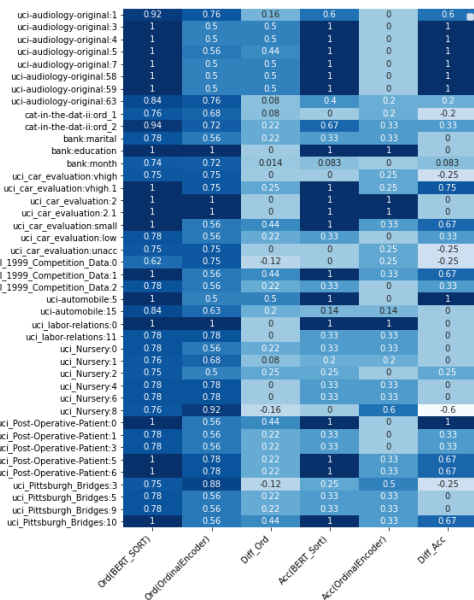 uci-audiology-original:1 0.92 0.76 0.16 0.6 0 0.6
uci-audiology-original:3 1 0.5 0.5 1 0 1
uci-audiology-original:4 1 0.5 0.5 1 0 1
uci-audiology-original:5 1 0.56 0.44 1 0 1
uci-audiology-original:7 1 0.5 0.5 1 0 1
uci-audiology-original:58 1 0.5 0.5 1 0 1
uci-audiology-original:59 1 0.5 0.5 1 0 1
uci-audiology-original:63 0.84 0.76 0.08 0.4 0.2 0.2
cat-in-the-dat-ii:ord_1 0.76 0.68 0.08 0 0.2 -0.2
cat-in-the-dat-ii:ord_2 0.94 0.72 0.22 0.67 0.33 0.33
bank:marital 0.78 0.56 0.22 0.33 0.33 0
bank:education 1 1 0 1 1 0
bank:month 0.74 0.72 0.014 0.083 0 0.083
uci_car_evaluation:vhigh 0.75 0.75 0 0 0.25 -0.25
uci_car_evaluation:vhigh.1 1 0.75 0.25 1 0.25 0.75
uci_car_evaluation:2 1 1 0 1 1 0
uci_car_evaluation:2.1 1 1 0 1 1 0
uci_car_evaluation:small 1 0.56 0.44 1 0.33 0.67
uci_car_evaluation:low 0.78 0.56 0.22 0.33 0 0.33
uci_car_evaluation:unacc 0.75 0.75 0 0 0.25 -0.25
l_1999_Competition_Data:0 0.62 0.75 -0.12 0 0.25 -0.25
l_1999_Competition_Data:1 1 0.56 0.44 1 0.33 0.67
l_1999_Competition_Data:2 0.78 0.56 0.22 0.33 0 0.33
uci-automobile:5 1 0.5 0.5 1 0 1
uci-automobile:15 0.84 0.63 0.2 0.14 0.14 0
uci_labor-relations:0 1 1 0 1 1 0
uci_labor-relations:11 0.78 0.78 0 0.33 0.33 0
uci_Nursery:0 0.78 0.56 0.22 0.33 0.33 0
uci_Nursery:1 0.76 0.68 0.08 0.2 0.2 0
uci_Nursery:2 0.75 0.5 0.25 0.25 0 0.25
uci_Nursery:4 0.78 0.78 0 0.33 0.33 0
uci_Nursery:6 0.78 0.78 0 0.33 0.33 0
uci_Nursery:8 0.76 0.92 -0.16 0 0.6 -0.6
uci_Post-Operative-Patient:0 1 0.56 0.44 1 0 1
uci_Post-Operative-Patient:1 0.78 0.56 0.22 0.33 0 0.33
uci_Post-Operative-Patient:3 0.78 0.56 0.22 0.33 0 0.33
uci_Post-Operative-Patient:5 1 0.78 0.22 1 0.33 0.67
uci_Post-Operative-Patient:6 1 0.78 0.22 1 0.33 0.67
uci_Pittsburgh_Bridges:3 0.75 0.88 -0.12 0.25 0.5 -0.25
uci_Pittsburgh_Bridges:5 0.78 0.56 0.22 0.33 0.33 0
uci_Pittsburgh_Bridges:9 0.78 0.56 0.22 0.33 0.33 0
uci_Pittsburgh_Bridges:10 1 0.56 0.44 1 0.33 0.67
Ord(BERT_SORT) Ord(OrdinalEncoder) Diff_Ord Acc(BERT_Sort) Acc(OrdinalEncoder) Diff_Acc